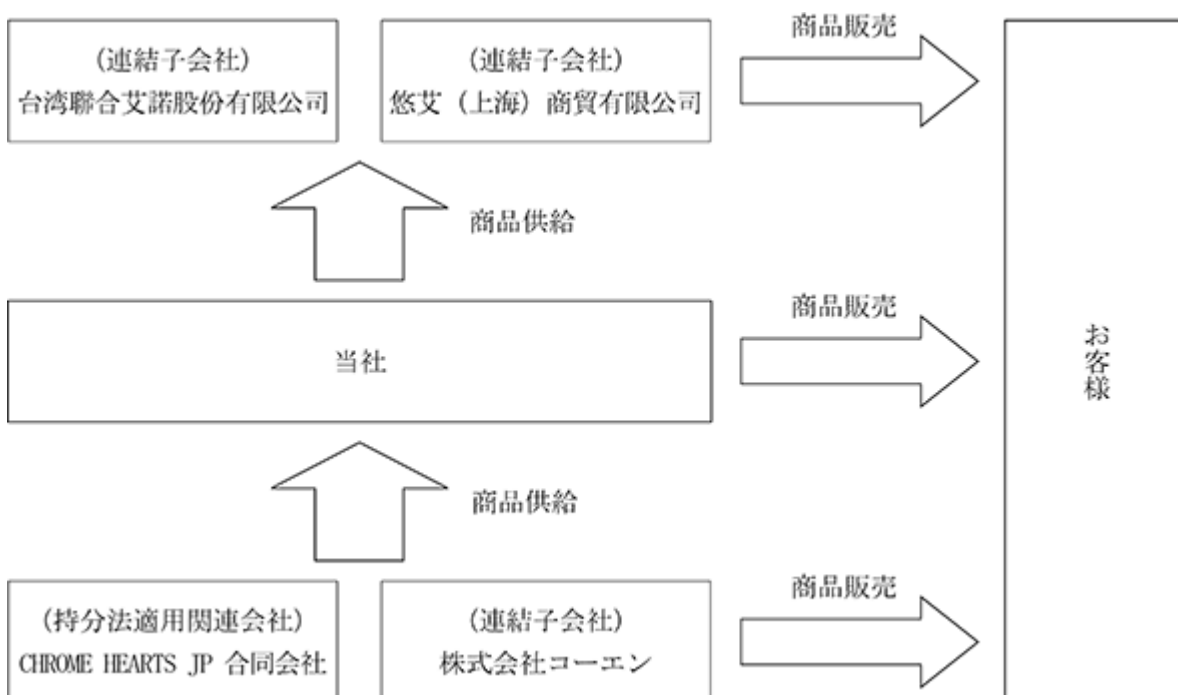 (連結子会社)
台湾聯合艾諾股份有限公司
(連結子会社)
悠艾（上海）商貿有限公司
商品販売
商品供給
当社
商品販売
お客様
商品供給
(持分法適用関連会社)
CHROME HEARTS JP 合同会社
(連結子会社)
株式会社コーエン
商品販売